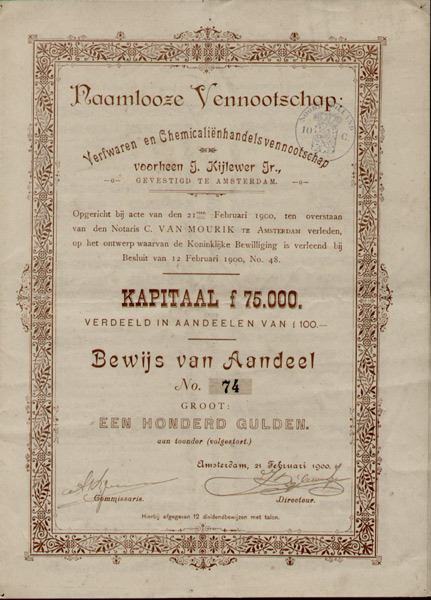 Naamlooze Vennootschap:
Verfwaren en Chemicaliënhandelsvennootschap
voorheen J. Kijlewer Jr.,
GEVESTIGD TE AMSTERDAM.
10 C.
Opgericht bij acte van den 21sten Februari 1900, ten overstaan
van den Notaris C. VAN MOURIK TE AMSTERDAM verleden,
op het ontwerp waarvan de Koninklijke Bewilliging is verleend bij
Besluit van 12 Februari 1900, No. 48.
KAPITAAL f 75.000.
VERDEELD IN AANDEELEN VAN f 100.—
Bewijs van Aandeel
No. 74
GROOT:
EEN HONDERD GULDEN.
aan toonder (volgestort.)
Amsterdam, 21 Februari 1900.
Commissaris.
Directeur.
Hierbij afgegeven 12 dividendbewijzen met talon.